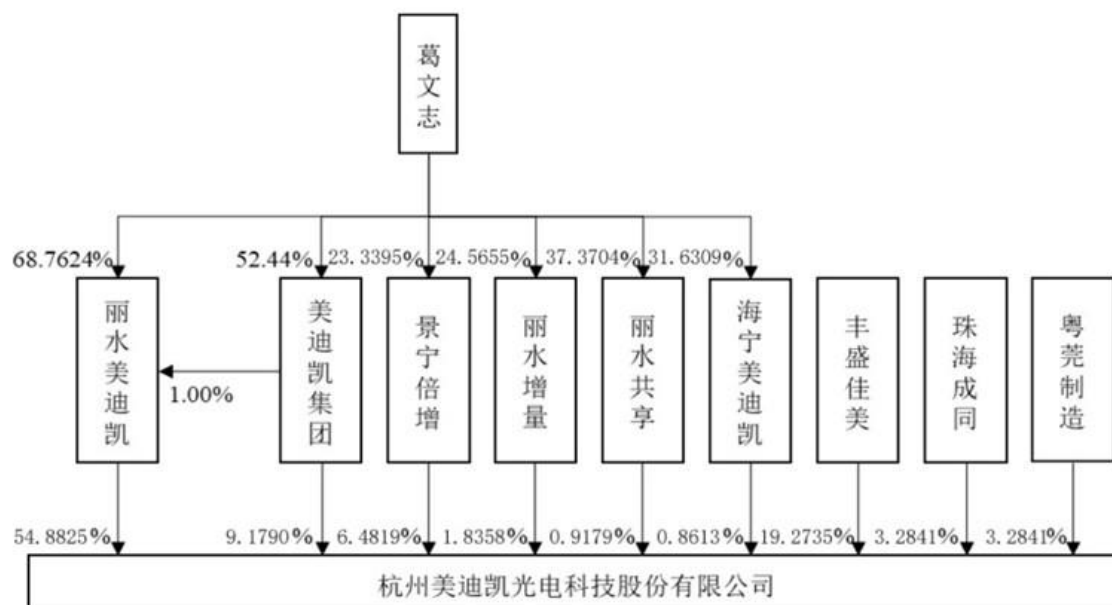 葛文志
68.7624%
52.44%
23.3395%
24.5655%
37.3704%
31.6309%
丽水美迪凯
美迪凯集团
景宁倍增
丽水增量
丽水共享
海宁美迪凯
丰盛佳美
珠海成同
粤莞制造
1.00%
54.8825%
9.1790%
6.4819%
1.8358%
0.9179%
0.8613%
19.2735%
3.2841%
3.2841%
杭州美迪凯光电科技股份有限公司